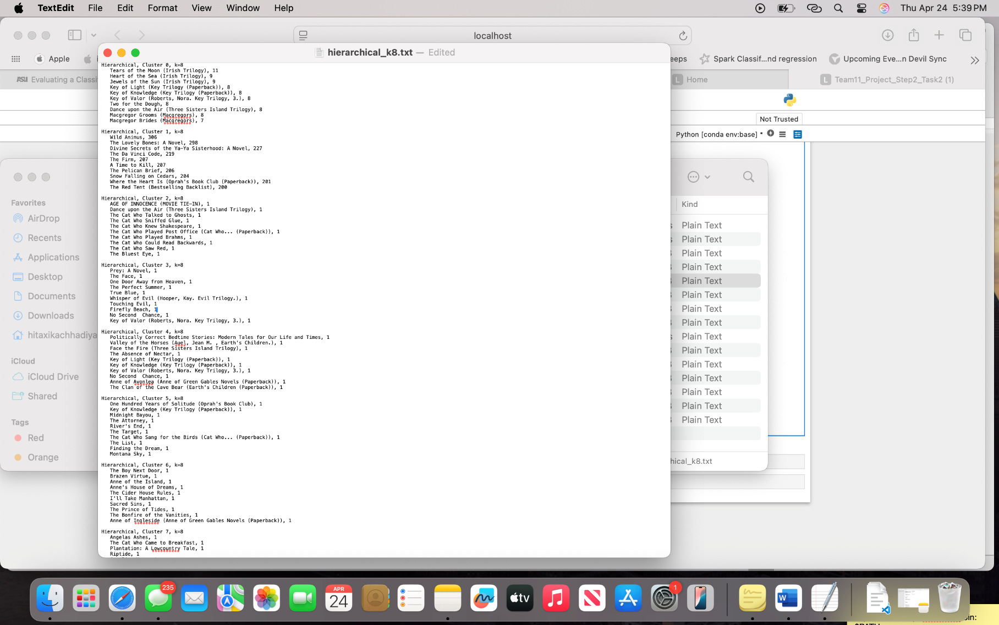 TextEdit File Edit Format View Window Help Thu Apr 24 5:39 PM
localhost
Apple
eeps Spark Classif...nd regression Upcoming Eve...n Devil Sync
ASU Evaluating a Classi
L Home L Team11_Project_Step2_Task2 (1)
Not Trusted
Python [conda env:base] *
hierarchical_k8.txt — Edited
Hierarchical, Cluster 0, k=8
Tears of the Moon (Irish Trilogy), 11
Heart of the Sea (Irish Trilogy), 9
Jewels of the Sun (Irish Trilogy), 9
Key of Light (Key Trilogy (Paperback)), 8
Key of Knowledge (Key Trilogy (Paperback)), 8
Key of Valor (Roberts, Nora. Key Trilogy, 3.), 8
Two for the Dough, 8
Dance upon the Air (Three Sisters Island Trilogy), 8
Macgregor Grooms (Macgregors), 8
Macgregor Brides (Macgregors), 7
Hierarchical, Cluster 1, k=8
Wild Animus, 306
The Lovely Bones: A Novel, 298
Divine Secrets of the Ya-Ya Sisterhood: A Novel, 227
The Da Vinci Code, 219
The Firm, 207
A Time to Kill, 207
The Pelican Brief, 206
Snow Falling on Cedars, 204
Where the Heart Is (Oprah's Book Club (Paperback)), 201
The Red Tent (Bestselling Backlist), 200
Hierarchical, Cluster 2, k=8
AGE OF INNOCENCE (MOVIE TIE-IN), 1
Dance upon the Air (Three Sisters Island Trilogy), 1
The Cat Who Talked to Ghosts, 1
The Cat Who Sniffed Glue, 1
The Cat Who Knew Shakespeare, 1
The Cat Who Played Post Office (Cat Who... (Paperback)), 1
The Cat Who Played Brahms, 1
The Cat Who Could Read Backwards, 1
The Cat Who Saw Red, 1
The Bluest Eye, 1
Hierarchical, Cluster 3, k=8
Prey: A Novel, 1
The Face, 1
One Door Away from Heaven, 1
The Perfect Summer, 1
True Blue, 1
Whisper of Evil (Hooper, Kay. Evil Trilogy.), 1
Touching Evil, 1
Firefly Beach, 1
No Second  Chance, 1
Key of Valor (Roberts, Nora. Key Trilogy, 3.), 1
Hierarchical, Cluster 4, k=8
Politically Correct Bedtime Stories: Modern Tales for Our Life and Times, 1
Valley of the Horses (Auel, Jean M. , Earth's Children.), 1
Face the Fire (Three Sisters Island Trilogy), 1
The Absence of Nectar, 1
Key of Light (Key Trilogy (Paperback)), 1
Key of Knowledge (Key Trilogy (Paperback)), 1
Key of Valor (Roberts, Nora. Key Trilogy, 3.), 1
No Second  Chance, 1
Anne of Avonlea (Anne of Green Gables Novels (Paperback)), 1
The Clan of the Cave Bear (Earth's Children (Paperback)), 1
Hierarchical, Cluster 5, k=8
One Hundred Years of Solitude (Oprah's Book Club), 1
Key of Knowledge (Key Trilogy (Paperback)), 1
Midnight Bayou, 1
The Attorney, 1
River's End, 1
The Target, 1
The Cat Who Sang for the Birds (Cat Who... (Paperback)), 1
The List, 1
Finding the Dream, 1
Montana Sky, 1
Hierarchical, Cluster 6, k=8
The Boy Next Door, 1
Brazen Virtue, 1
Anne of the Island, 1
Anne's House of Dreams, 1
The Cider House Rules, 1
I'll Take Manhattan, 1
Sacred Sins, 1
The Prince of Tides, 1
The Bonfire of the Vanities, 1
Anne of Ingleside (Anne of Green Gables Novels (Paperback)), 1
Hierarchical, Cluster 7, k=8
Angelas Ashes, 1
The Cat Who Came to Breakfast, 1
Plantation: A Lowcountry Tale, 1
Riptide, 1
Favorites
AirDrop
Recents
Applications
Desktop
Documents
Downloads
hitaxikachhadiya
iCloud
iCloud Drive
Shared
Tags
Red
Orange
Kind
s Plain Text
s Plain Text
Plain Text
Plain Text
Plain Text
Plain Text
Plain Text
Plain Text
s Plain Text
Plain Text
Plain Text
Plain Text
Plain Text
Plain Text
Plain Text
hical_k8.txt
235
APR
24
tv
1
W